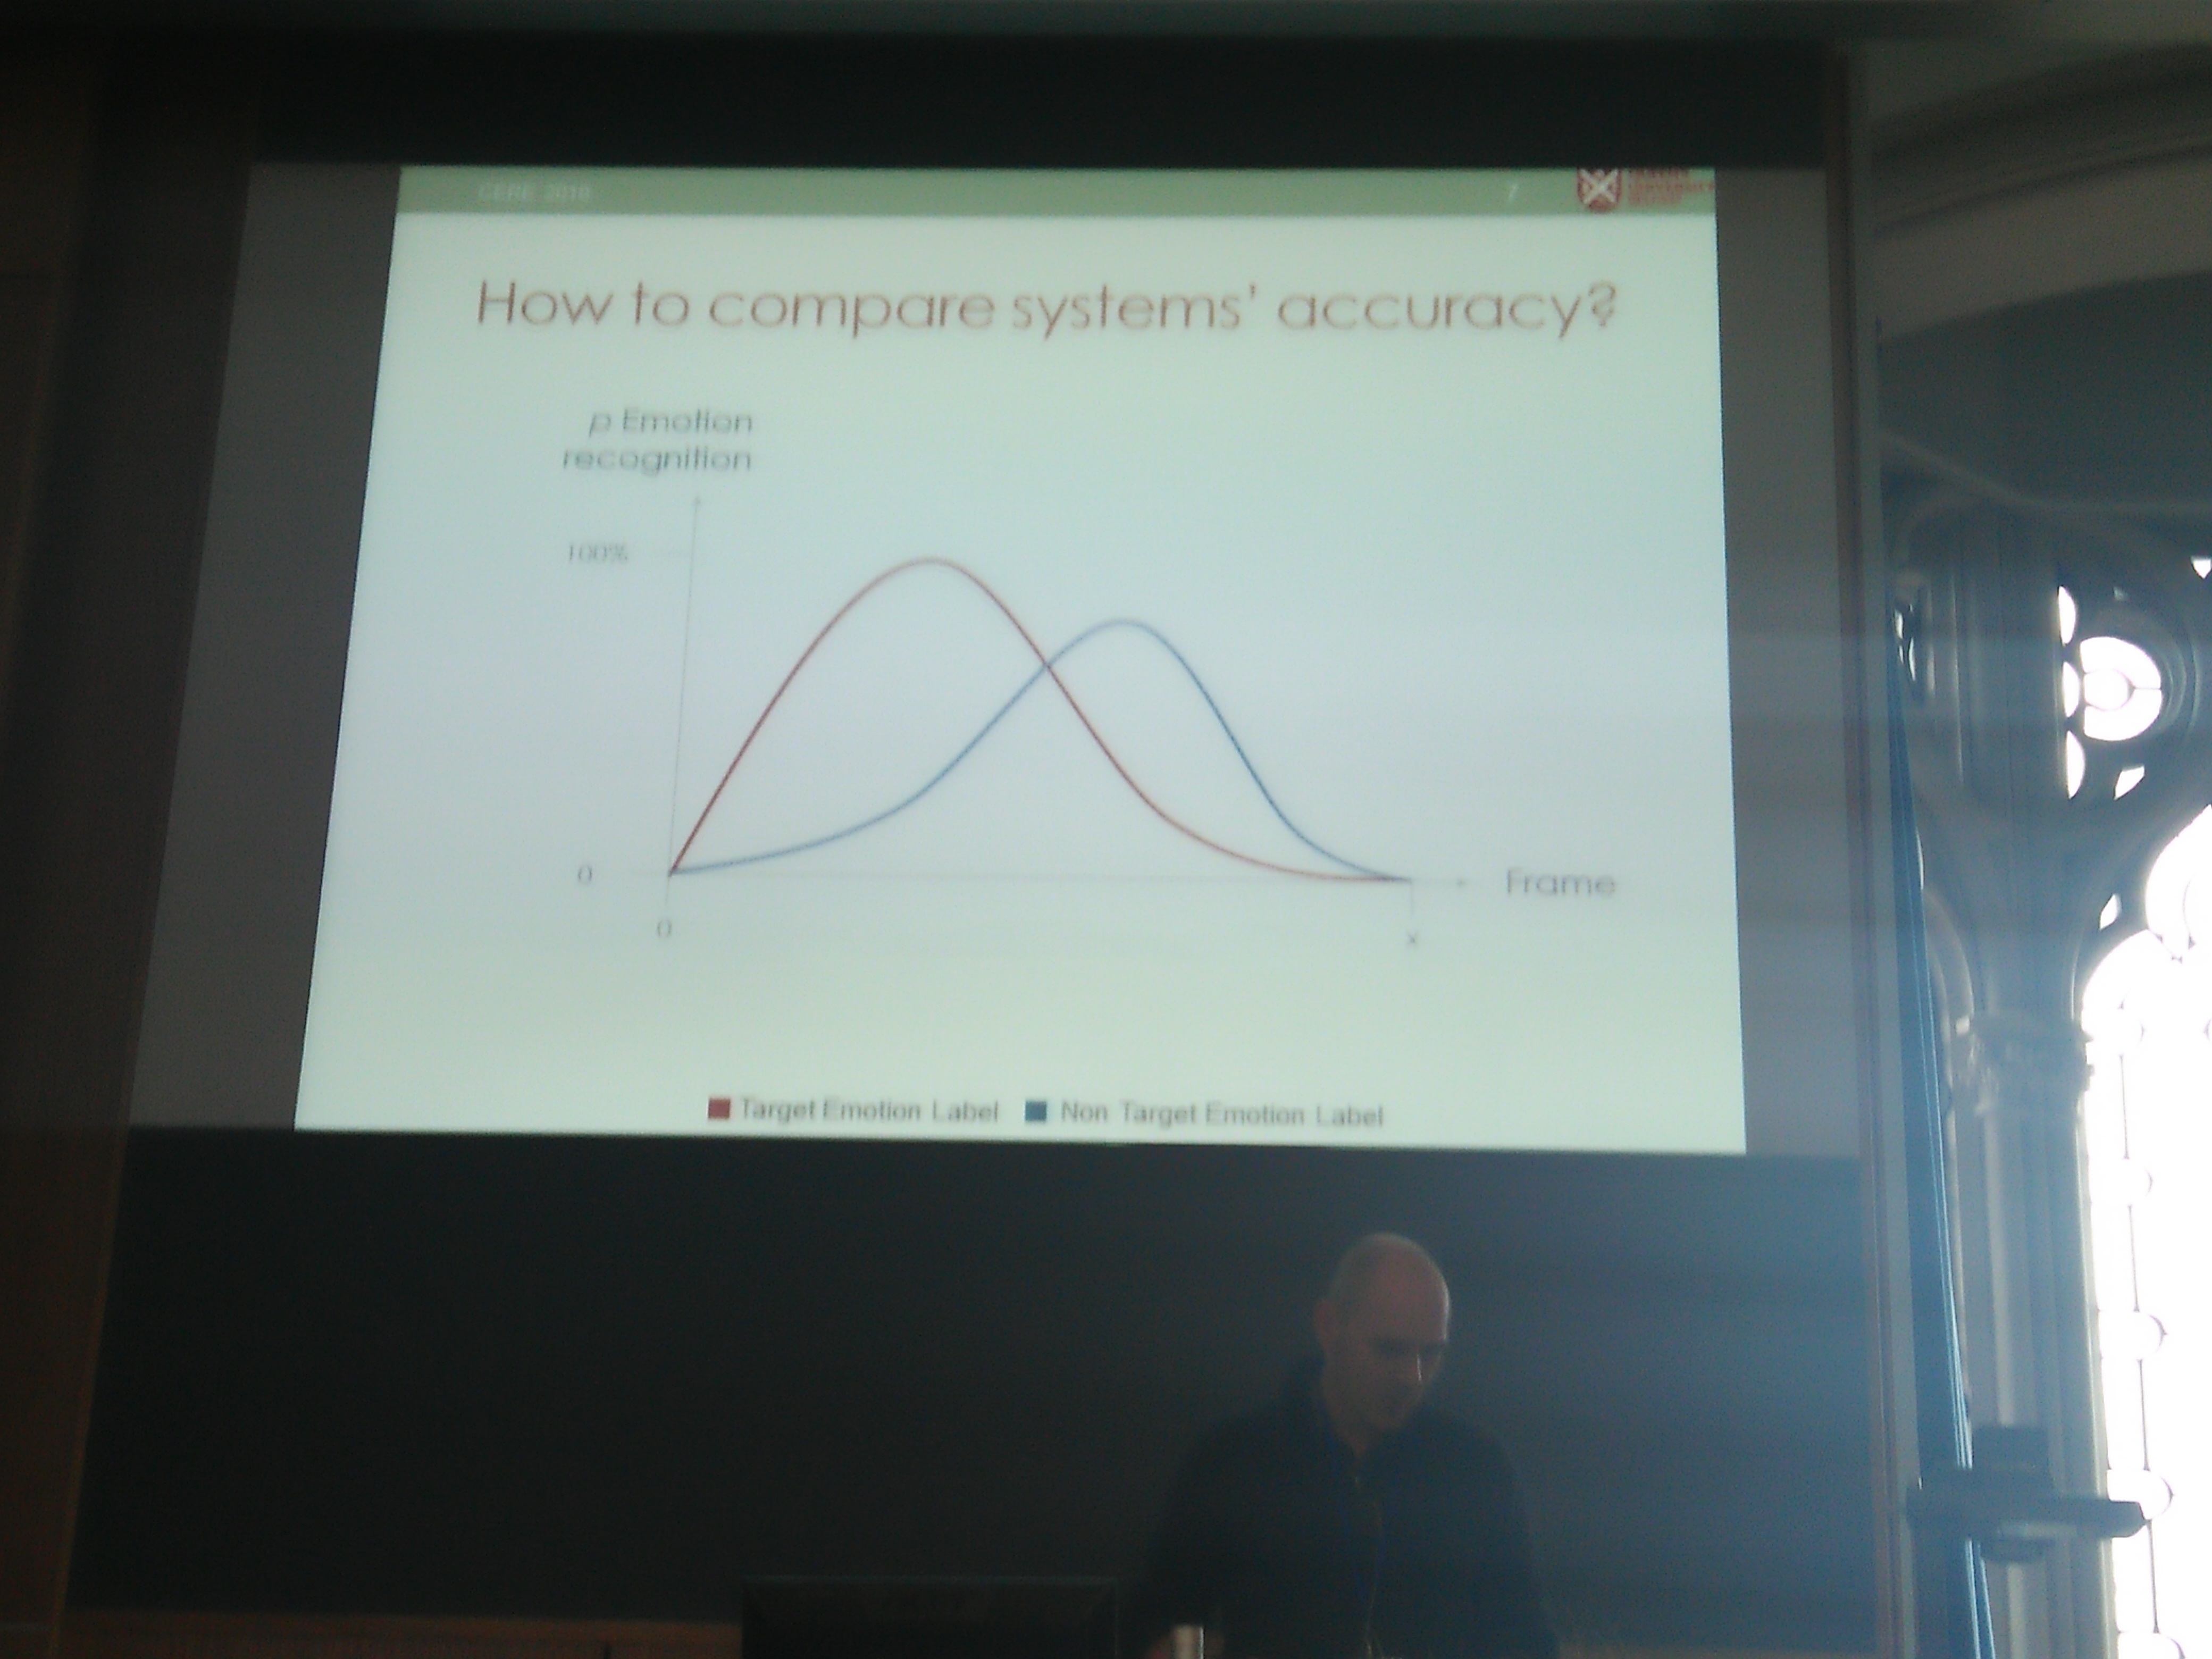 CERE 2016
7
How to compare systems' accuracy?
p Emotion
recognition
100%
0
Frame
0
x
Target Emotion Label
Non Target Emotion Label